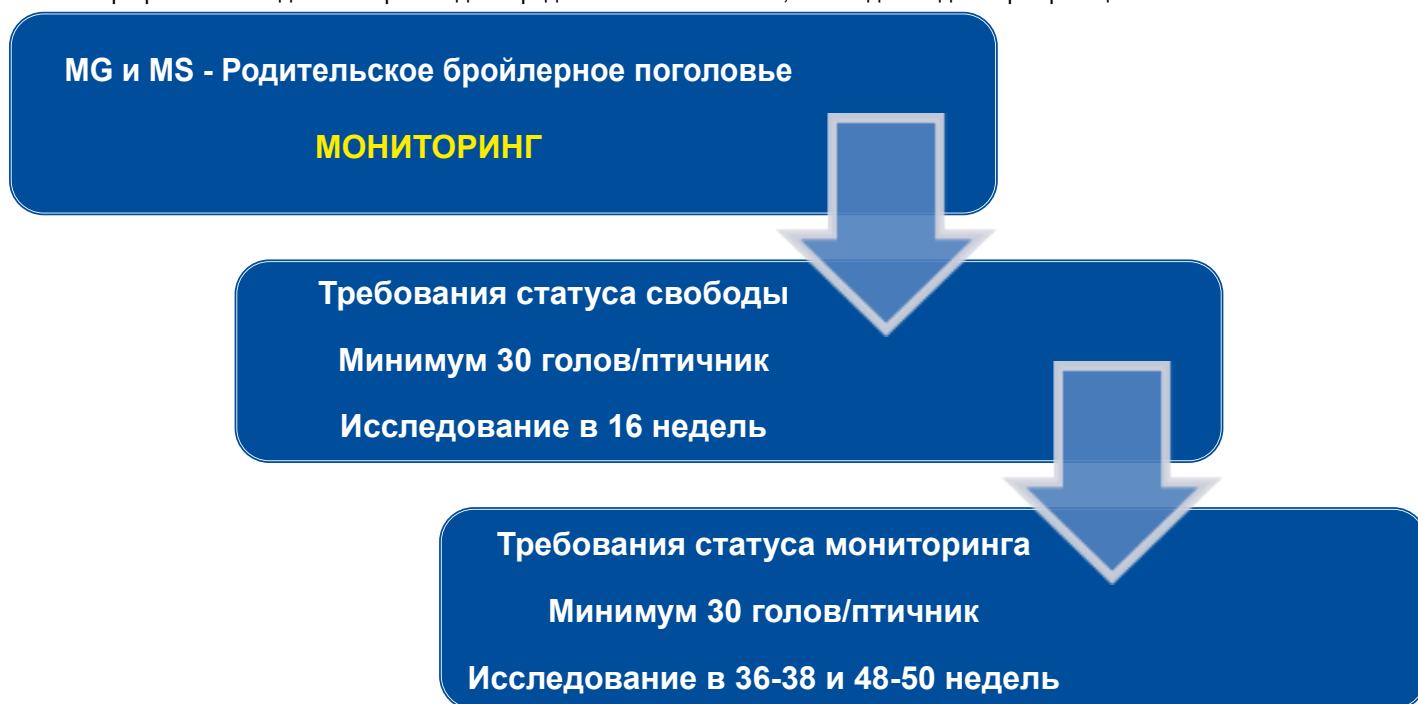 MG и MS - Родительское бройлерное поголовье
МОНИТОРИНГ
Требования статуса свободы
Минимум 30 голов/птичник
Исследование в 16 недель
Требования статуса мониторинга
Минимум 30 голов/птичник
Исследование в 36-38 и 48-50 недель